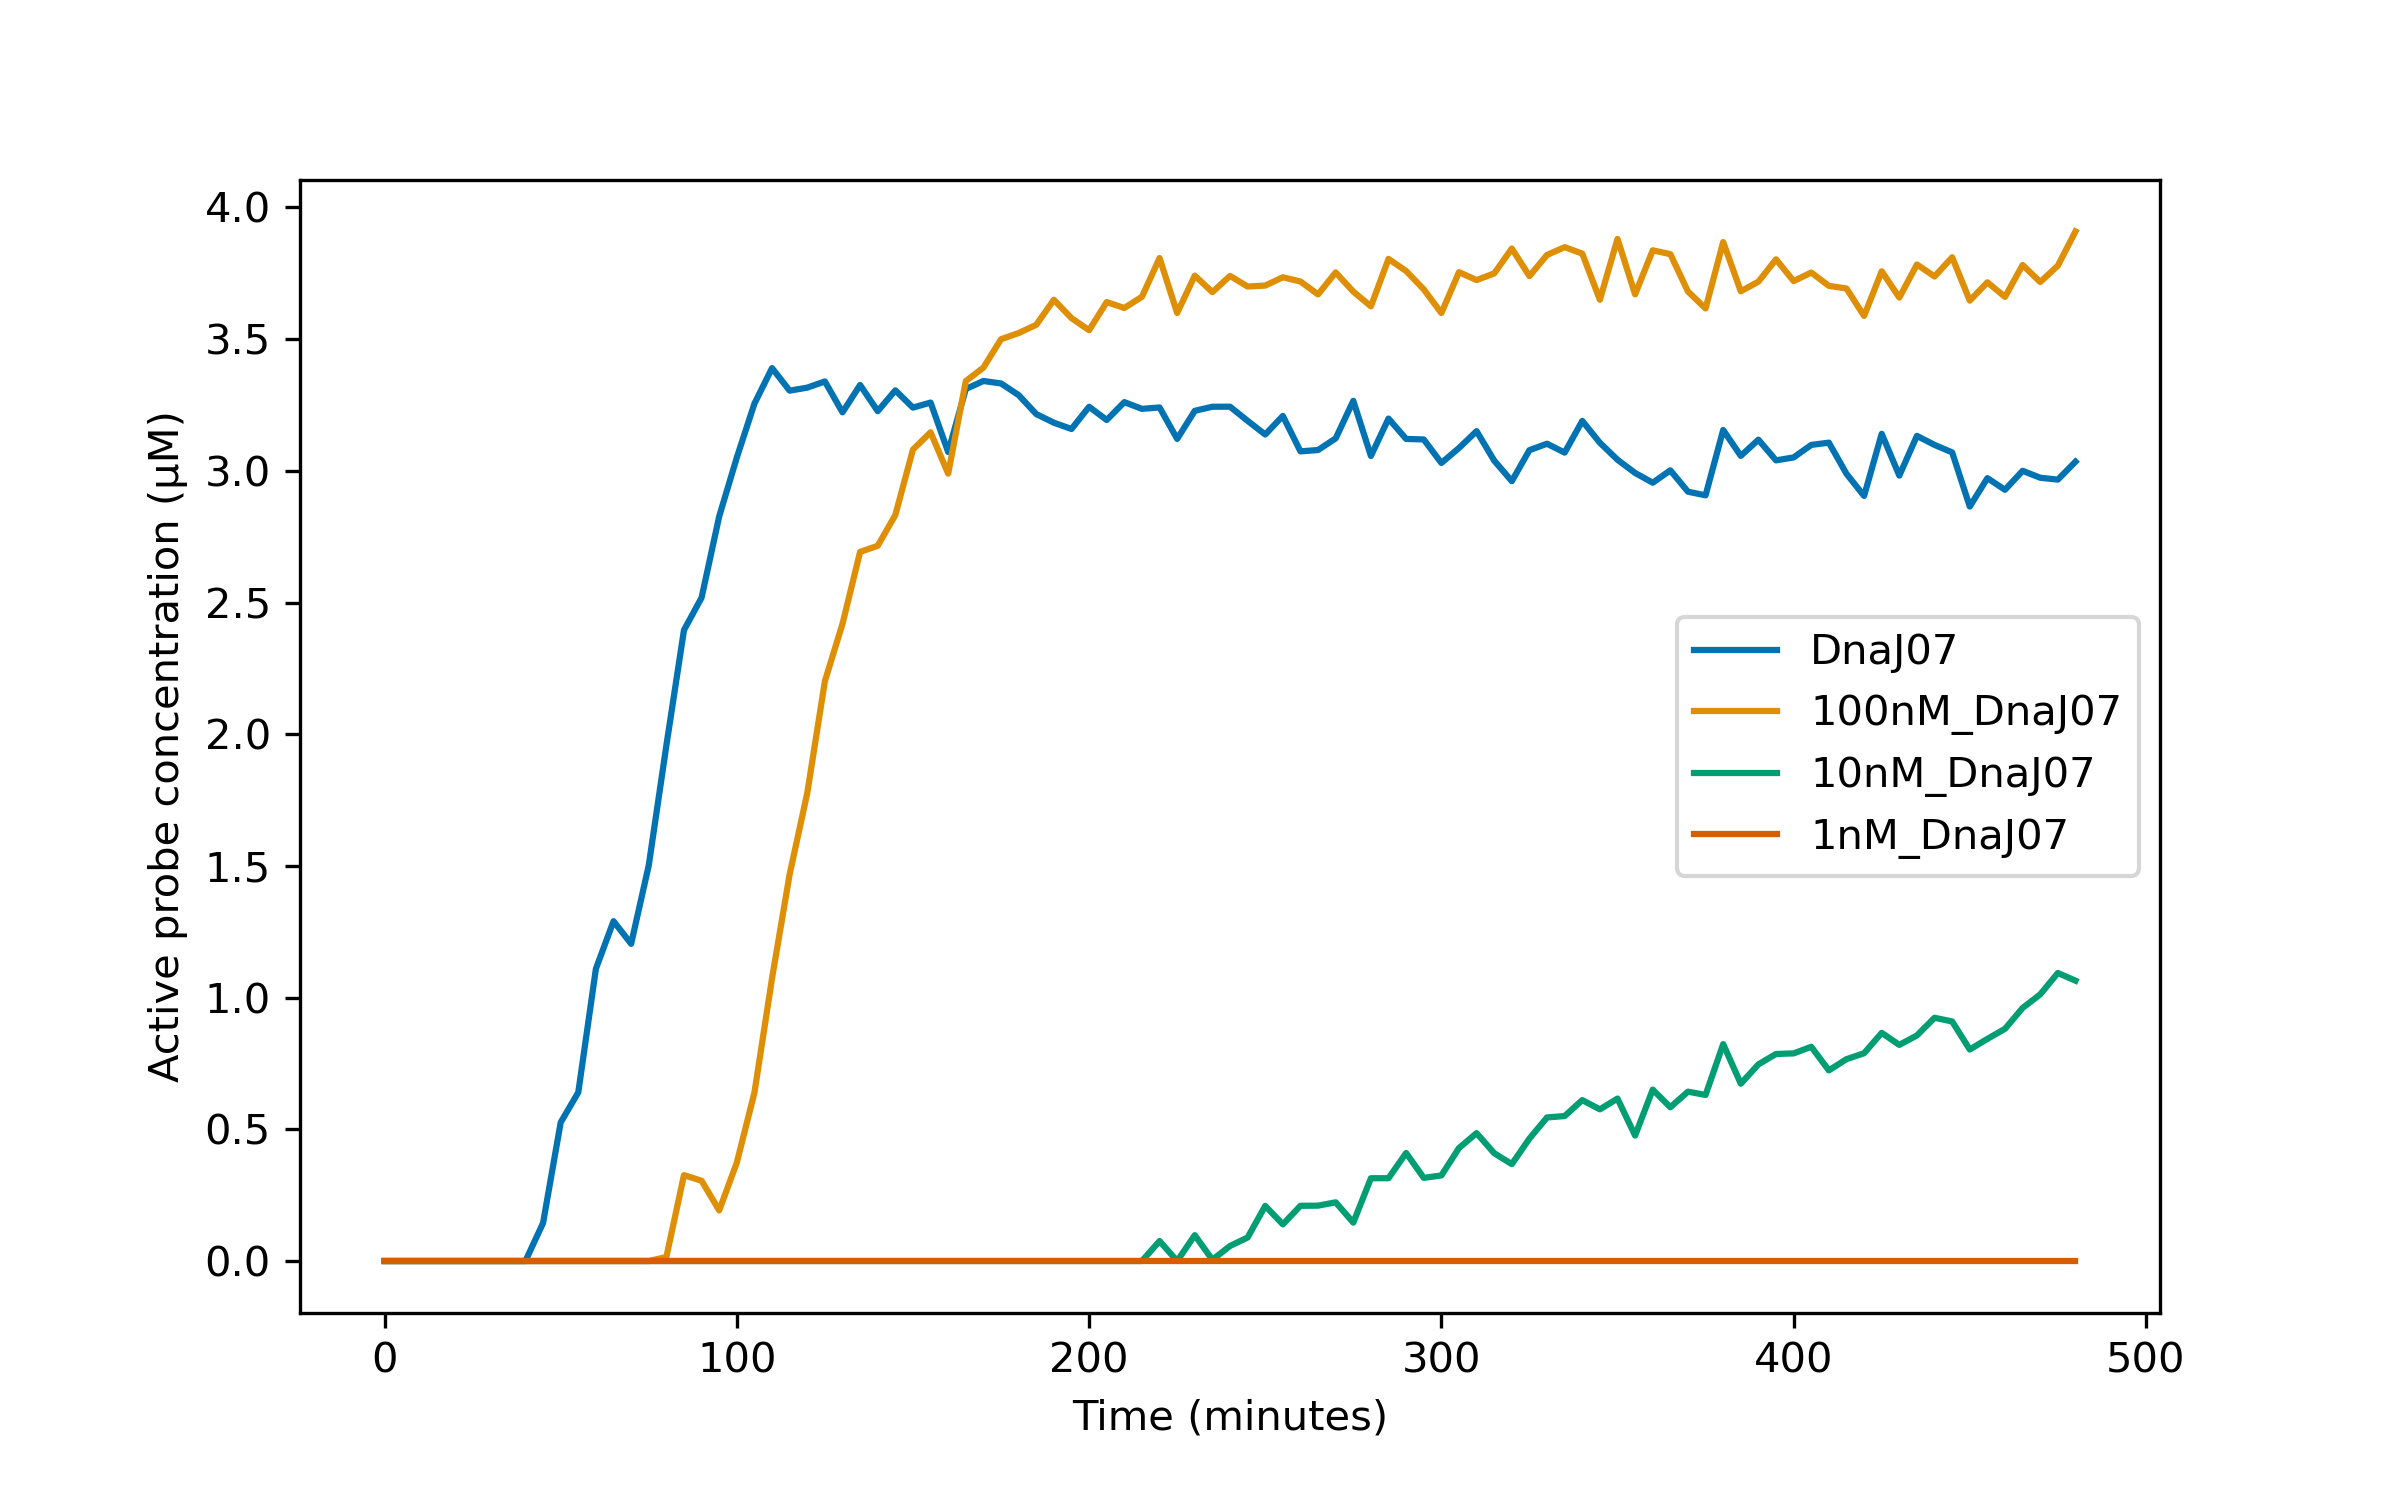 4.0
3.5
3.0
2.5
2.0
1.5
1.0
0.5
0.0
Active probe concentration (µM)
DnaJ07
100nM_DnaJ07
10nM_DnaJ07
1nM_DnaJ07
0 100 200 300 400 500
Time (minutes)